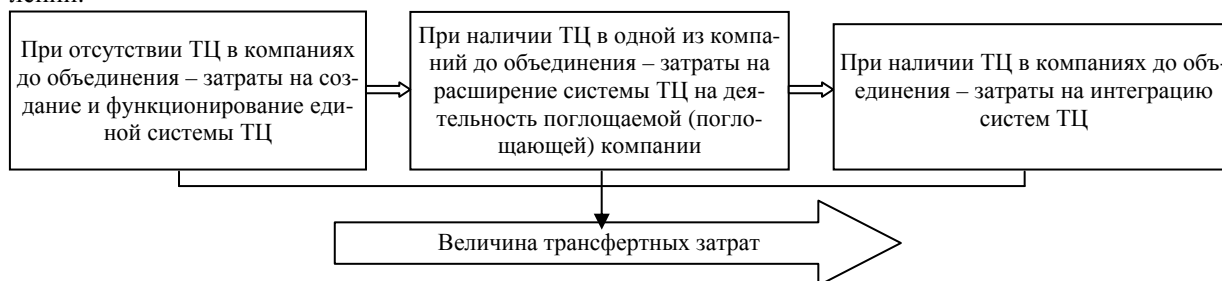 При отсутствии ТЦ в компаниях
до объединения – затраты на соз-
дание и функционирование еди-
ной системы ТЦ
При наличии ТЦ в одной из компа-
ний до объединения – затраты на
расширение системы ТЦ на дея-
тельность поглощаемой (погло-
щающей) компании
При наличии ТЦ в компаниях до объ-
единения – затраты на интеграцию
систем ТЦ
Величина трансфертных затрат